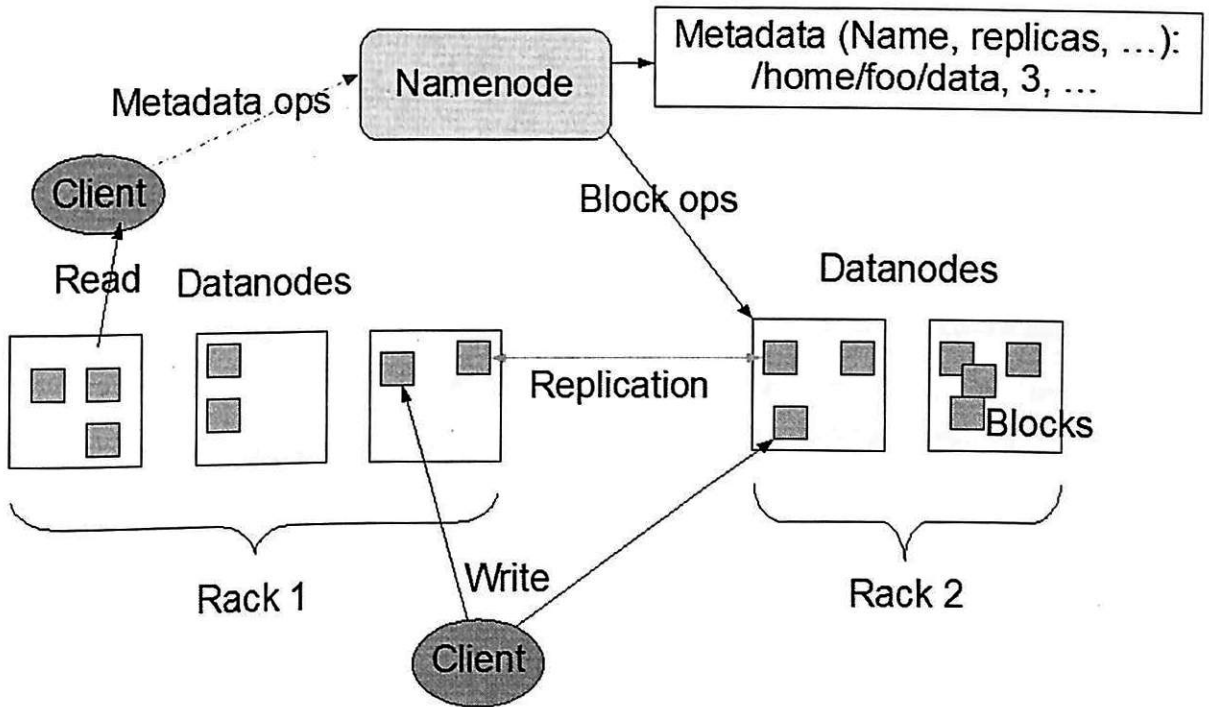 Metadata (Name, replicas, …):
/home/foo/data, 3, …
Namenode
Metadata ops
Client
Block ops
Read
Datanodes
Datanodes
Replication
Blocks
Rack 1
Write
Rack 2
Client